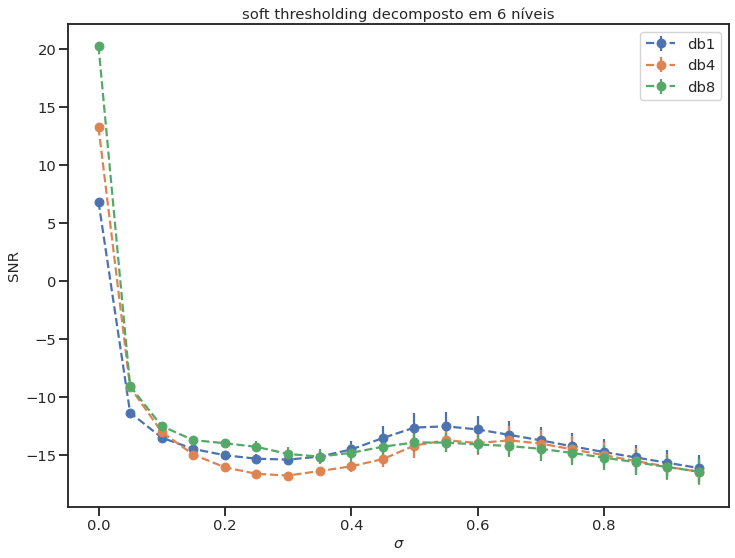 soft thresholding decomposto em 6 níveis
db1
db4
db8
20
15
10
5
0
−5
−10
−15
SNR
0.0 0.2 0.4 0.6 0.8
σ